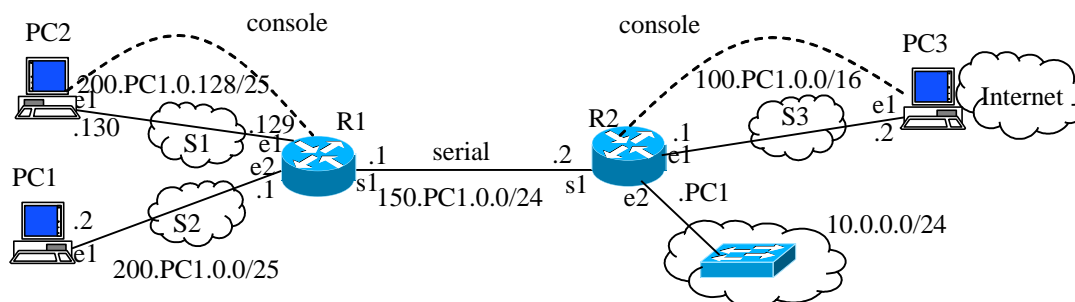 console
console
PC2
PC3
200.PC1.0.128/25
100.PC1.0.0/16
e1
.130
S1
.129
e1
R1
R2
S3
e1
.2
Internet
.1
e1
PC1
e2
.1
.1
s1
serial
.2
s1
150.PC1.0.0/24
e2
.PC1
.2
e1
S2
200.PC1.0.0/25
10.0.0.0/24